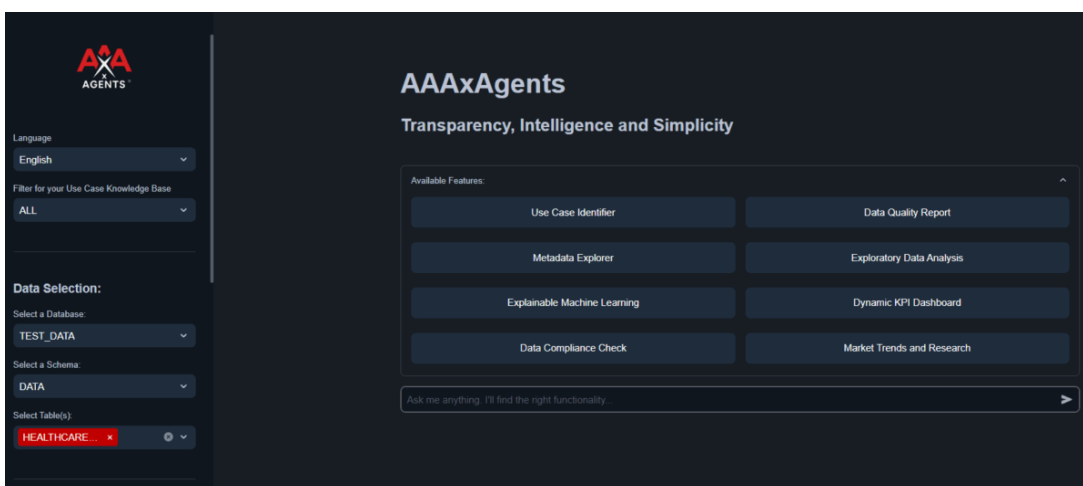 AXA
AGENTS
Language
English
Filter for your Use Case Knowledge Base
ALL
Data Selection:
Select a Database:
TEST_DATA
Select a Schema:
DATA
Select Table(s):
HEALTHCARE... ×
AAAxAgents
Transparency, Intelligence and Simplicity
Available Features:
Use Case Identifier
Data Quality Report
Metadata Explorer
Exploratory Data Analysis
Explainable Machine Learning
Dynamic KPI Dashboard
Data Compliance Check
Market Trends and Research
Ask me anything. I'll find the right functionality...